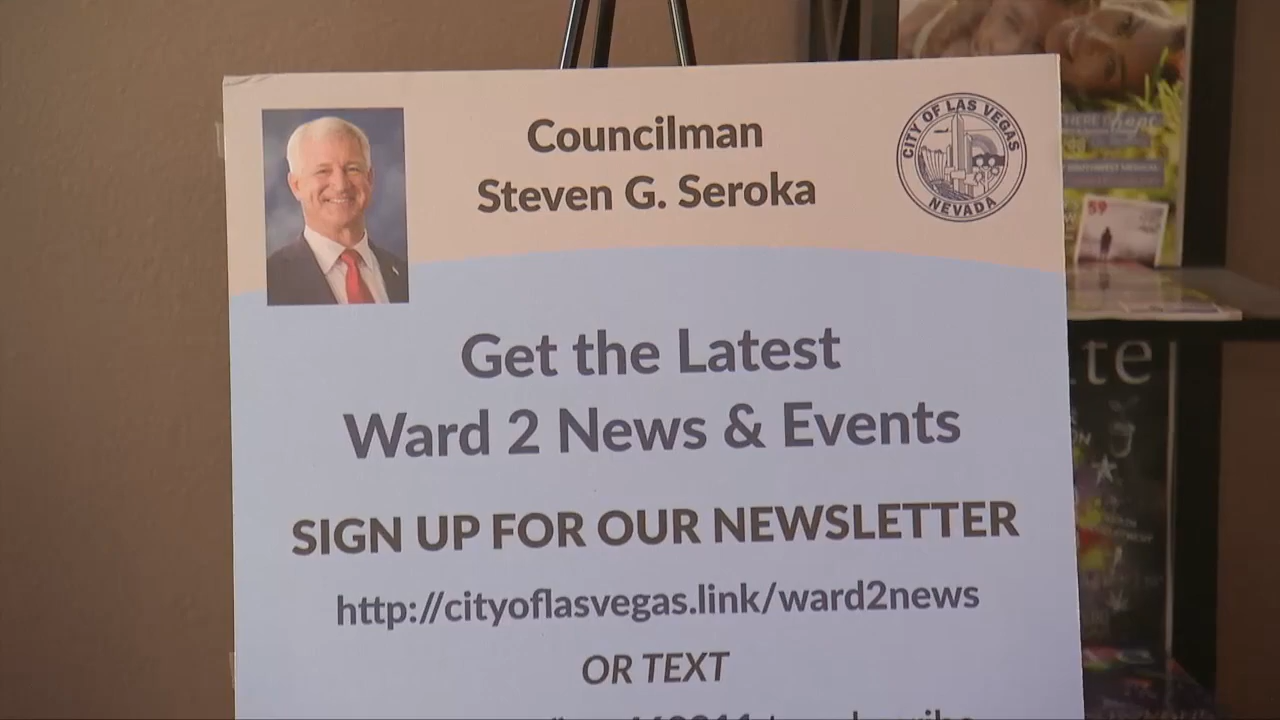 Councilman
Steven G. Seroka
CITY OF LAS VEGAS
NEVADA
Get the Latest
Ward 2 News & Events
SIGN UP FOR OUR NEWSLETTER
http://cityoflasvegas.link/ward2news
OR TEXT
59